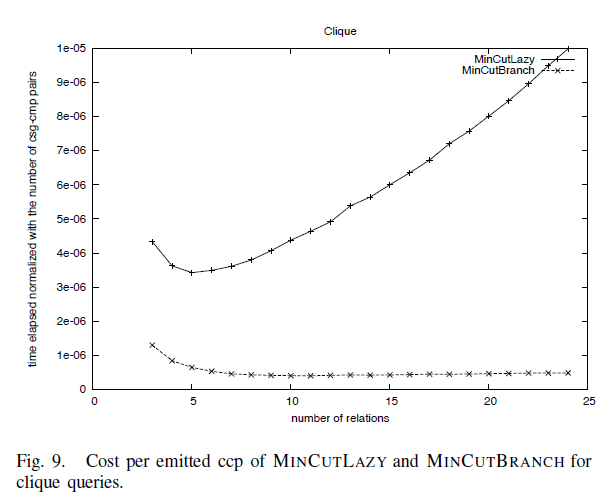 Clique
1e-05
9e-06
8e-06
7e-06
6e-06
5e-06
4e-06
3e-06
2e-06
1e-06
0
time elapsed normalized with the number of csg-cmp pairs
MinCutLazy
MinCutBranch
0 5 10 15 20 25
number of relations
Fig. 9. Cost per emitted ccp of MINCUTLAZY and MINCUTBRANCH for
clique queries.